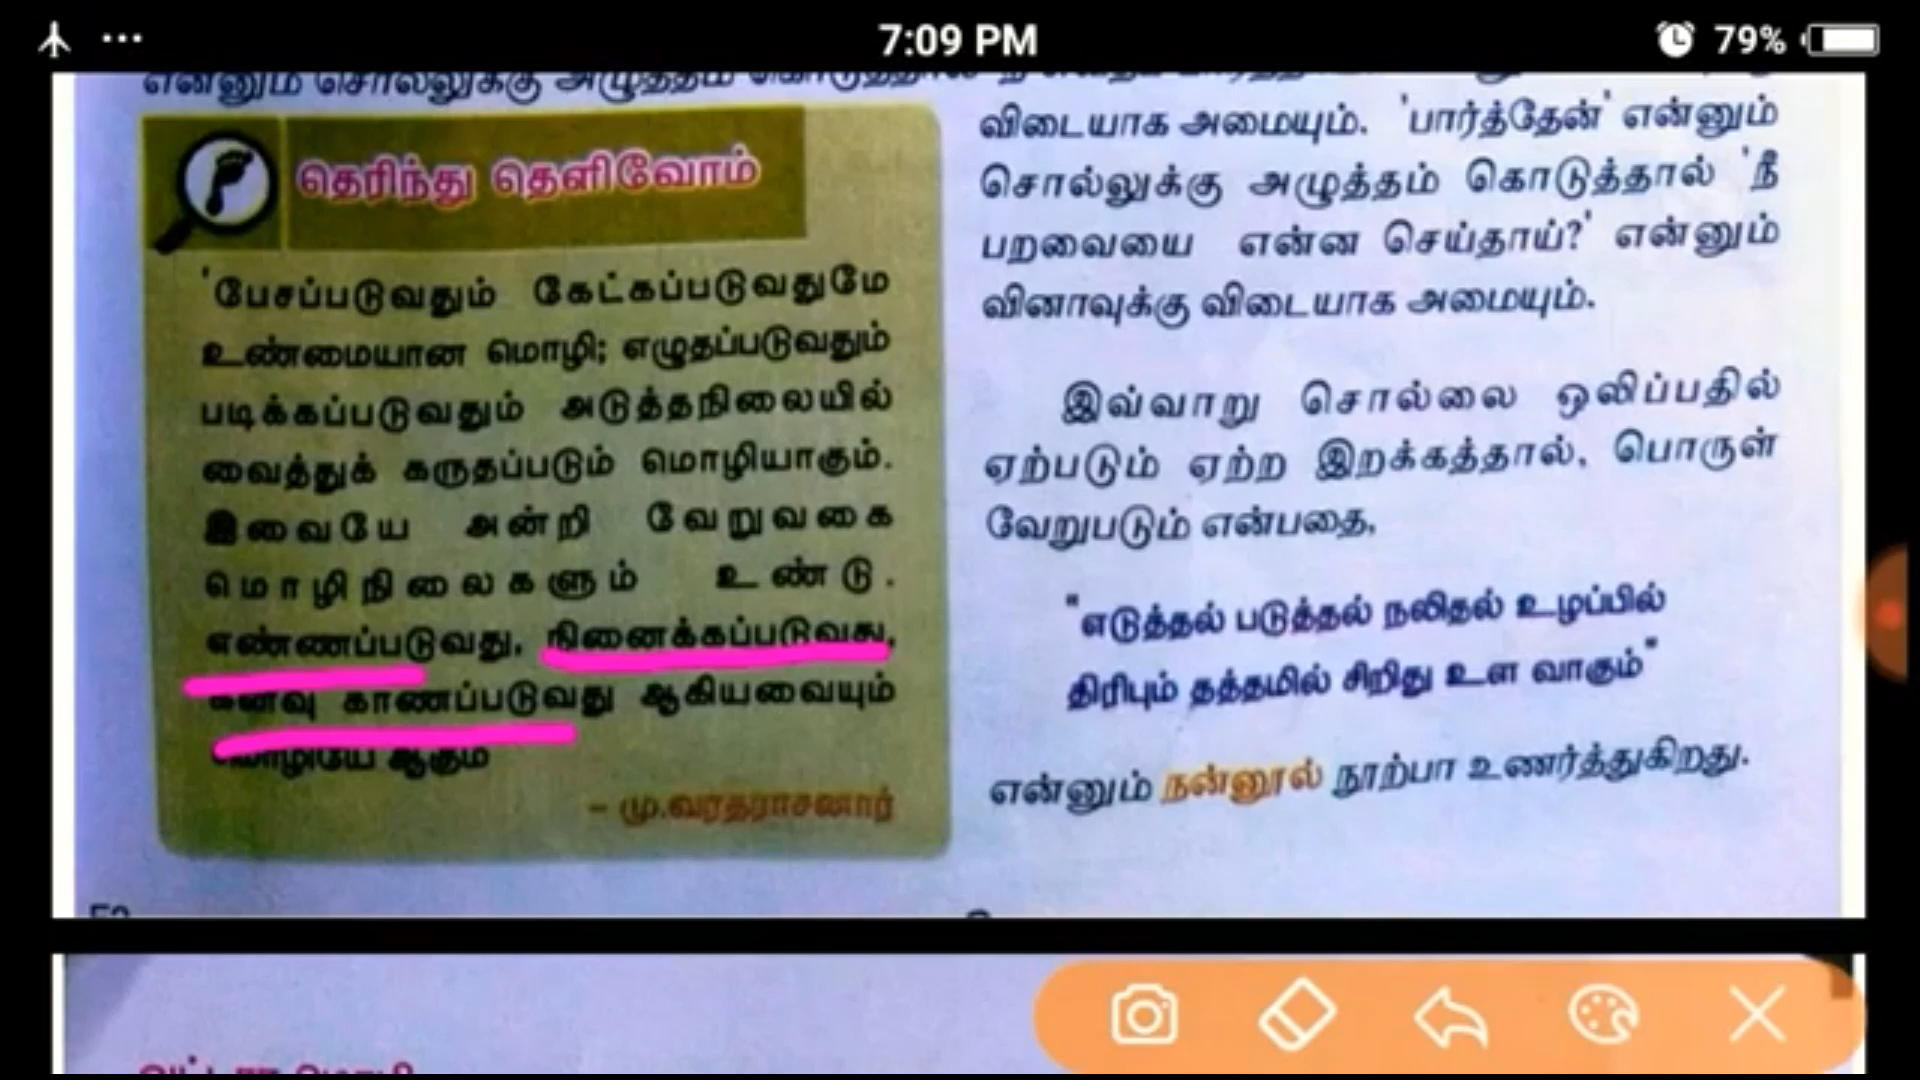 7:09 PM
79%
என்னும் சொல்லுக்கு அழுத்தம்
தெரிந்து தெளிவோம்
'பேசப்படுவதும் கேட்கப்படுவதுமே
உண்மையான மொழி; எழுதப்படுவதும்
படிக்கப்படுவதும் அடுத்தநிலையில்
வைத்துக் கருதப்படும் மொழியாகும்.
இவையே அன்றி வேறுவகை
மொழிநிலைகளும் உண்டு.
எண்ணப்படுவது, நினைக்கப்படுவது,
கனவு காணப்படுவது ஆகியவையும்
மொழியே ஆகும்
– மு.வரதராசனார்
விடையாக அமையும். 'பார்த்தேன்' என்னும்
சொல்லுக்கு அழுத்தம் கொடுத்தால் 'நீ
பறவையை என்ன செய்தாய்?' என்னும்
வினாவுக்கு விடையாக அமையும்.
இவ்வாறு சொல்லை ஒலிப்பதில்
ஏற்படும் ஏற்ற இறக்கத்தால், பொருள்
வேறுபடும் என்பதை,
"எடுத்தல் படுத்தல் நலிதல் உழப்பில்
திரிபும் தத்தமில் சிறிது உள வாகும்"
என்னும் நன்னூல் நூற்பா உணர்த்துகிறது.